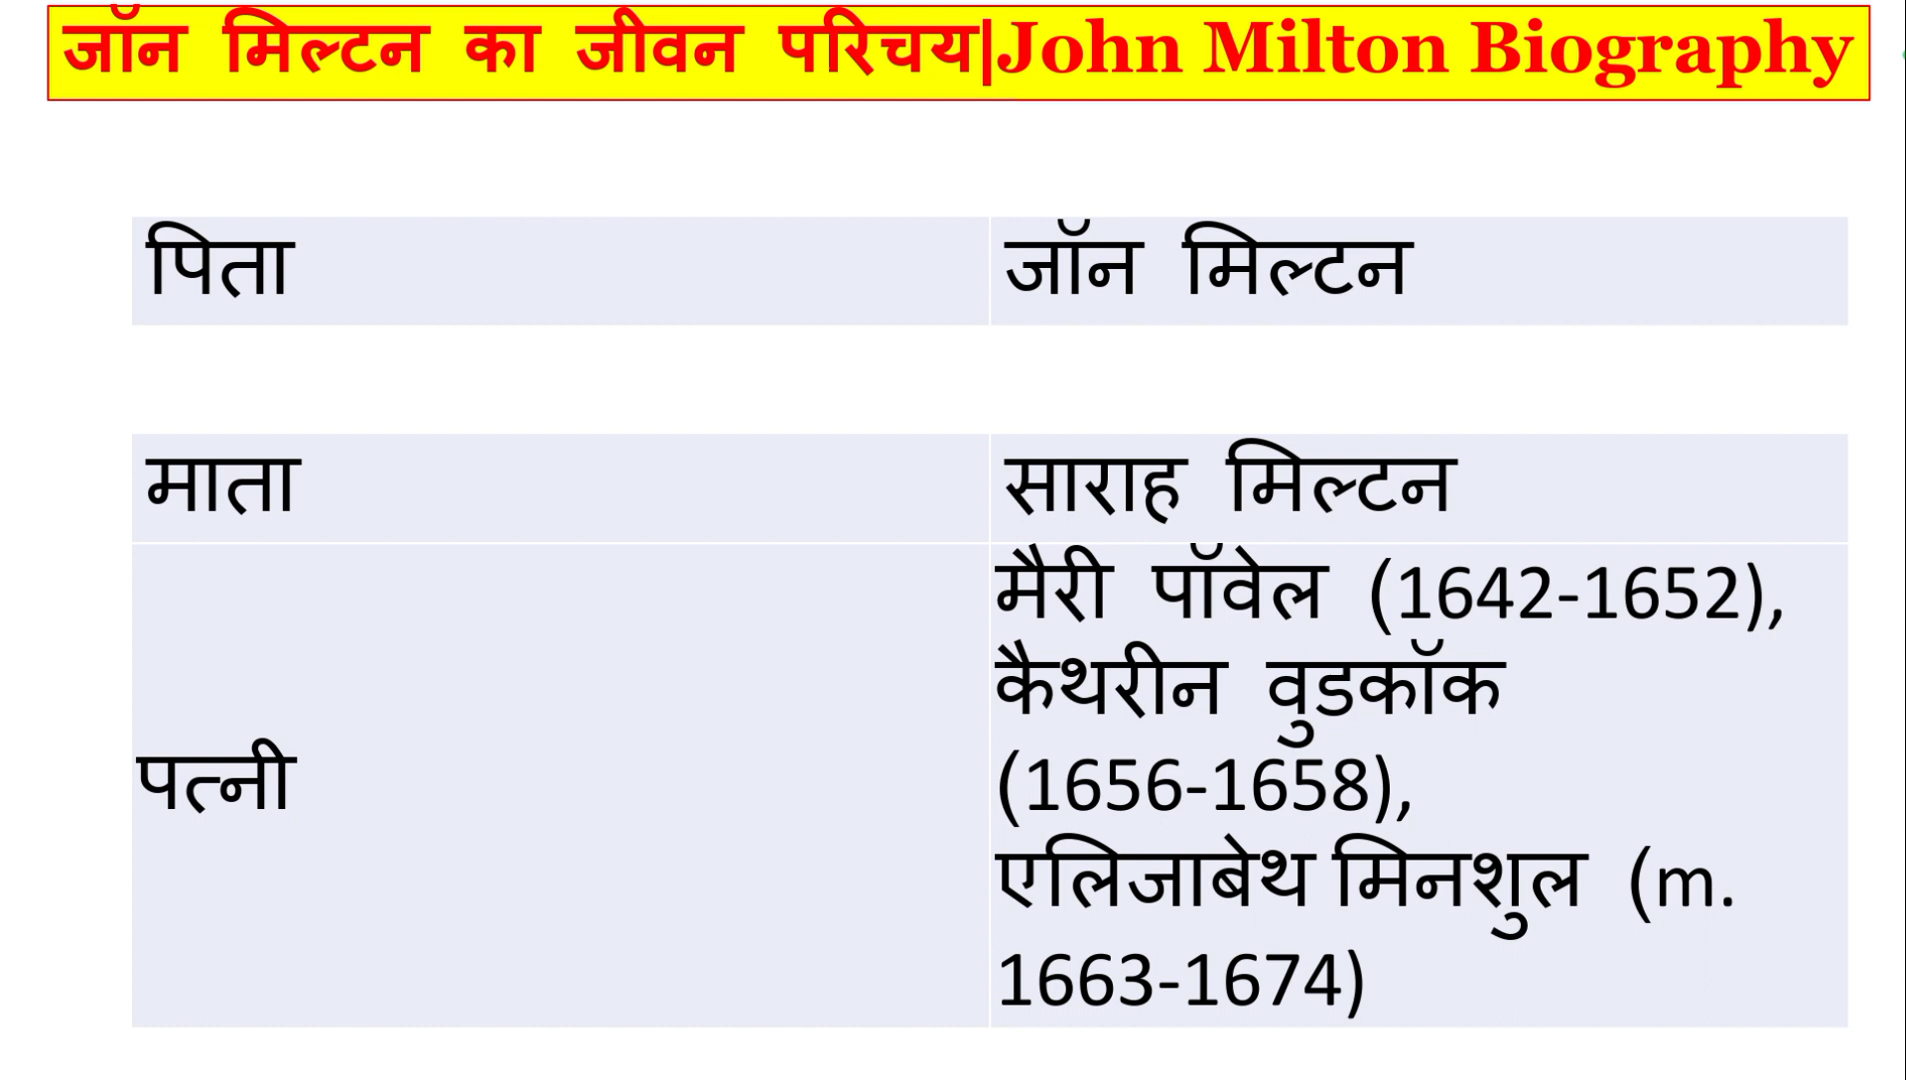 जॉन मिल्टन का जीवन परिचय|John Milton Biography
पिता जॉन मिल्टन
माता साराह मिल्टन
मैरी पॉवेल (1642-1652),
कैथरीन वुडकॉक
पत्नी (1656-1658),
एलिजाबेथ मिनशुल (m.
1663-1674)